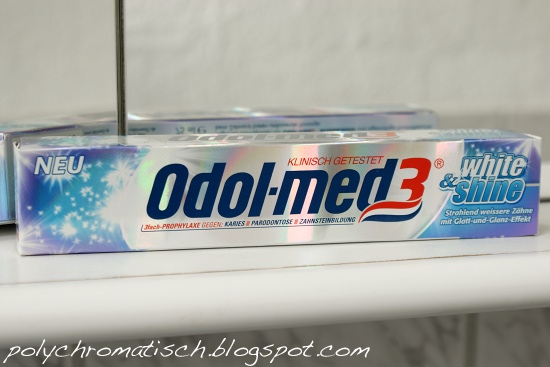 NEU
KLINISCH GETESTET
Odol-med3®
3fach-PROPHYLAXE GEGEN: KARIES // PARODONTOSE // ZAHNSTEINBILDUNG
white
& shine
Strahlend weissere Zähne
mit Glatt-und-Glanz-Effekt
polychromatisch.blogspot.com